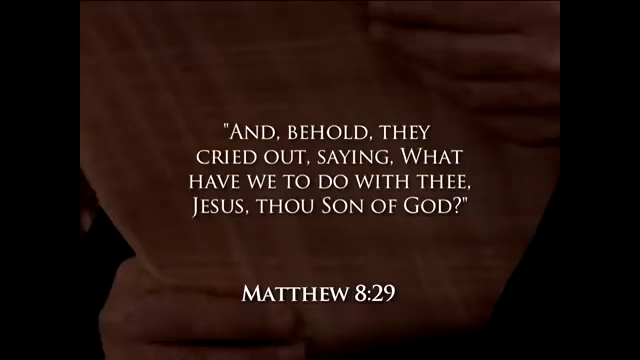 "And, behold, they
cried out, saying, What
have we to do with thee,
Jesus, thou Son of God?"
Matthew 8:29